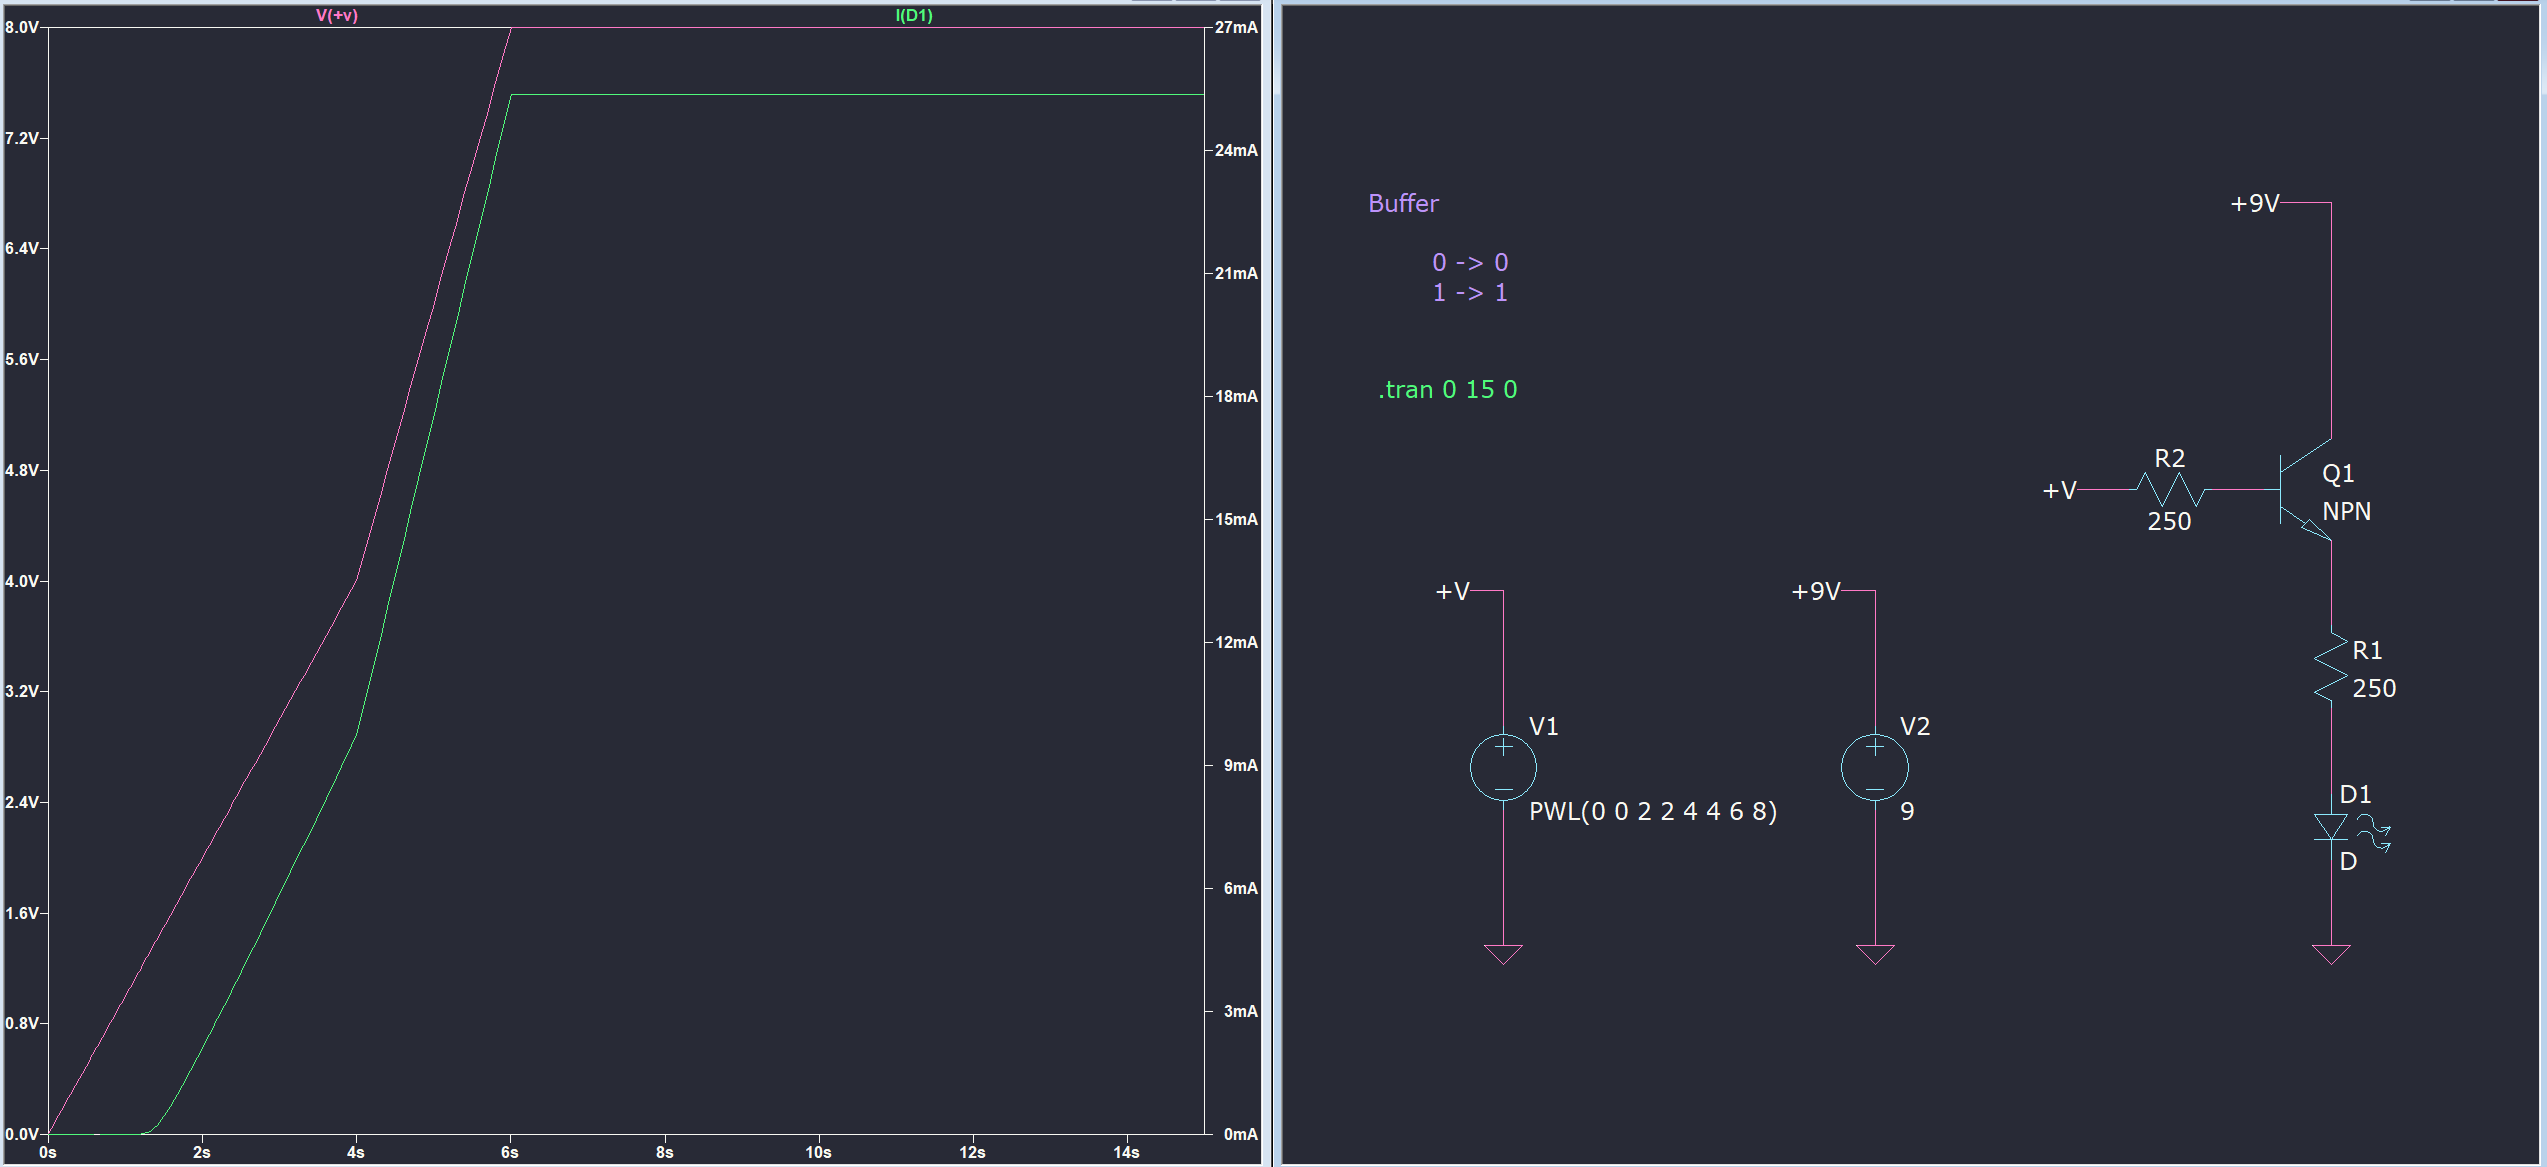 V(+v)
I(D1)
8.0V
7.2V
6.4V
5.6V
4.8V
4.0V
3.2V
2.4V
1.6V
0.8V
0.0V
27mA
24mA
21mA
18mA
15mA
12mA
9mA
6mA
3mA
0mA
0s 2s 4s 6s 8s 10s 12s 14s
Buffer
0 -> 0
1 -> 1
.tran 0 15 0
+9V
Q1
NPN
R2
+V
250
R1
250
D1
D
+V
V1
PWL(0 0 2 2 4 4 6 8)
+9V
V2
9